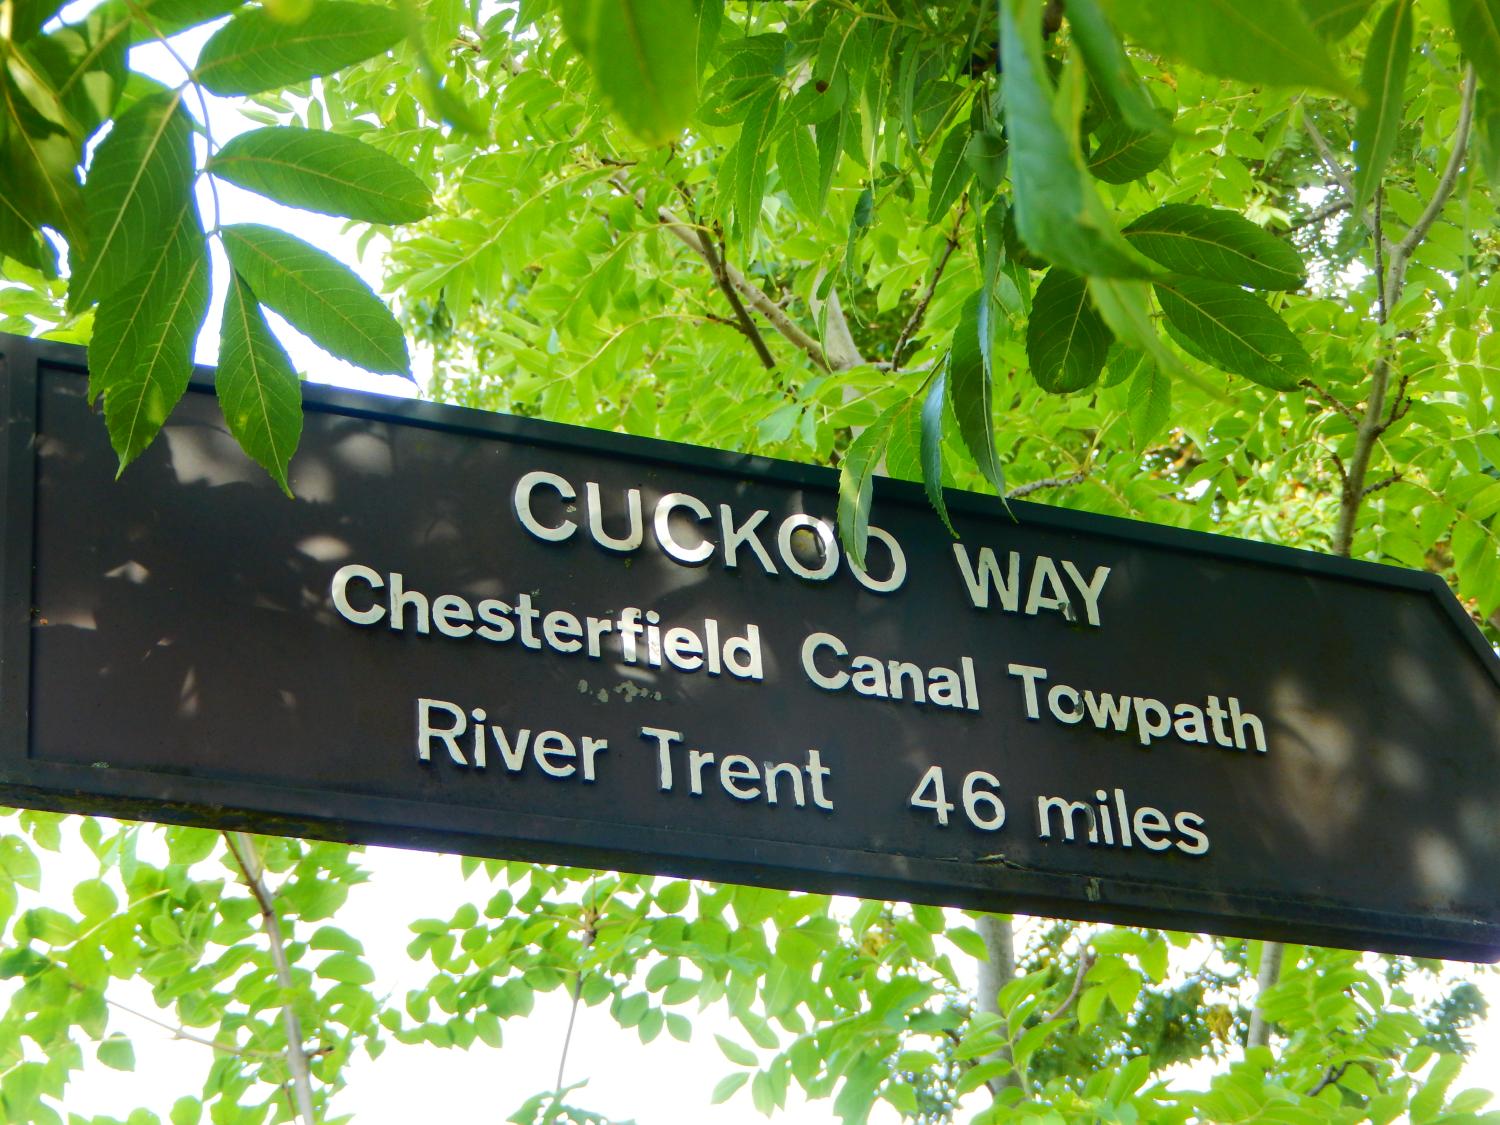 CUCKOO WAY
Chesterfield Canal Towpath
River Trent 46 miles